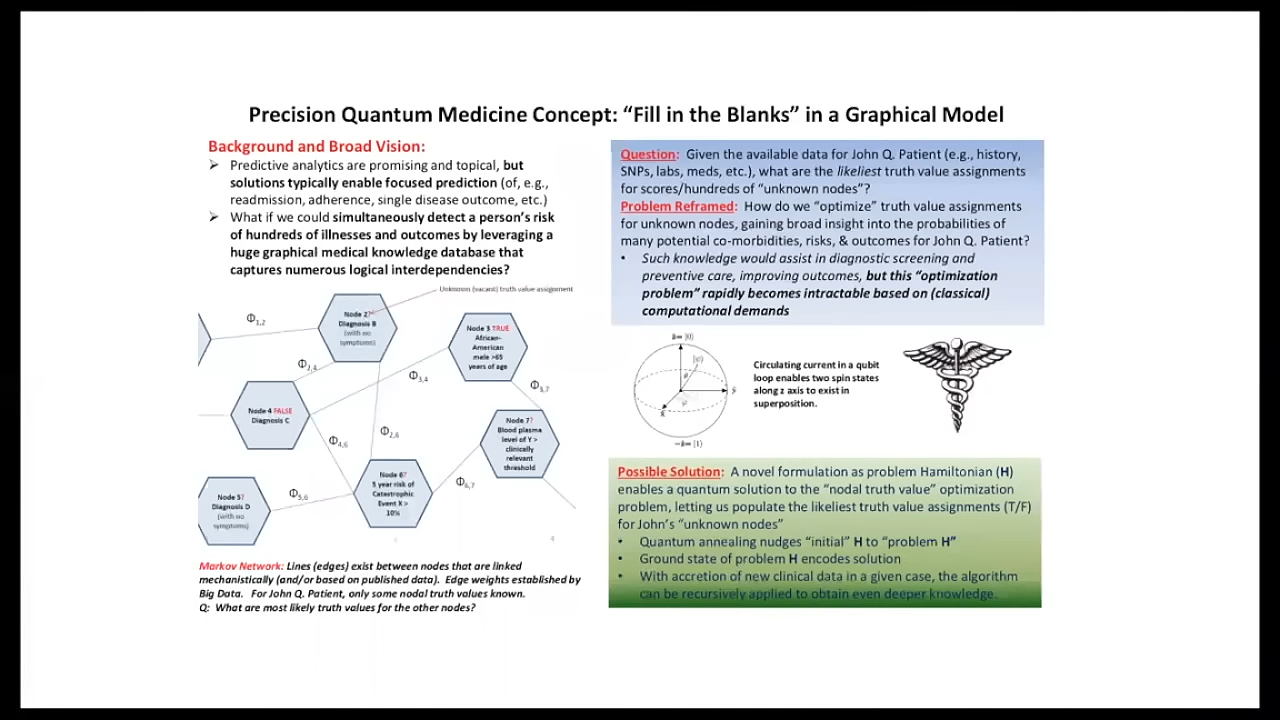 Precision Quantum Medicine Concept: “Fill in the Blanks” in a Graphical Model
Background and Broad Vision:
➢ Predictive analytics are promising and topical, but
solutions typically enable focused prediction (of, e.g.,
readmission, adherence, single disease outcome, etc.)
➢ What if we could simultaneously detect a person’s risk
of hundreds of illnesses and outcomes by leveraging a
huge graphical medical knowledge database that
captures numerous logical interdependencies?
Unknown (vacant) truth value assignment
Φ1,2
Node 2?
Diagnosis B
(with no
symptoms)
Node 3 TRUE
African-
American
male >65
years of age
Φ2,4
Φ3,4
Φ3,7
Node 4 FALSE
Diagnosis C
Φ4,6
Φ2,6
Node 7?
Blood plasma
level of Y >
clinically
relevant
threshold
Node 5?
Diagnosis D
(with no
symptoms)
Φ5,6
Node 6?
5 year risk of
Catastrophic
Event X >
10%
Φ6,7
Markov Network: Lines (edges) exist between nodes that are linked
mechanistically (and/or based on published data). Edge weights established by
Big Data. For John Q. Patient, only some nodal truth values known.
Q: What are most likely truth values for the other nodes?
Question: Given the available data for John Q. Patient (e.g., history,
SNPs, labs, meds, etc.), what are the likeliest truth value assignments
for scores/hundreds of “unknown nodes”?
Problem Reframed: How do we “optimize” truth value assignments
for unknown nodes, gaining broad insight into the probabilities of
many potential co-morbidities, risks, & outcomes for John Q. Patient?
• Such knowledge would assist in diagnostic screening and
preventive care, improving outcomes, but this “optimization
problem” rapidly becomes intractable based on (classical)
computational demands
Circulating current in a qubit
loop enables two spin states
along z axis to exist in
superposition.
Possible Solution: A novel formulation as problem Hamiltonian (H)
enables a quantum solution to the “nodal truth value” optimization
problem, letting us populate the likeliest truth value assignments (T/F)
for John’s “unknown nodes”
• Quantum annealing nudges “initial” H to “problem H”
• Ground state of problem H encodes solution
• With accretion of new clinical data in a given case, the algorithm
can be recursively applied to obtain even deeper knowledge.